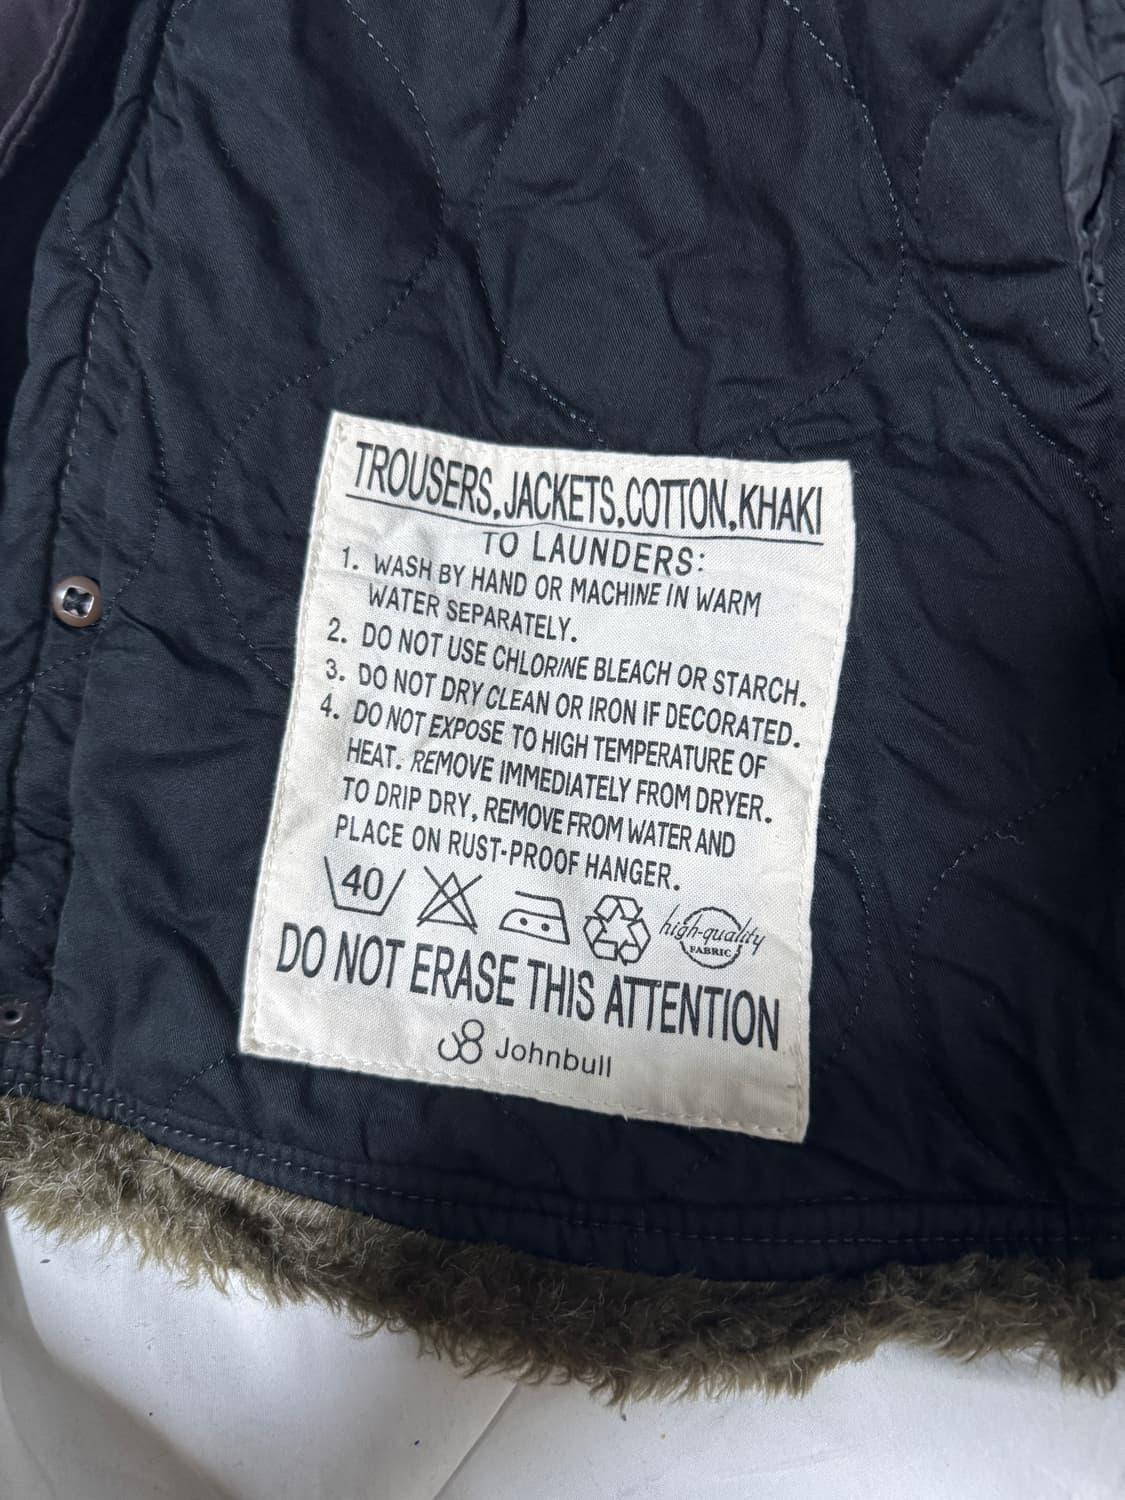 TROUSERS,JACKETS,COTTON,KHAKI
TO LAUNDERS:
1. WASH BY HAND OR MACHINE IN WARM
WATER SEPARATELY.
2. DO NOT USE CHLORINE BLEACH OR STARCH.
3. DO NOT DRY CLEAN OR IRON IF DECORATED.
4. DO NOT EXPOSE TO HIGH TEMPERATURE OF
HEAT. REMOVE IMMEDIATELY FROM DRYER.
TO DRIP DRY, REMOVE FROM WATER AND
PLACE ON RUST-PROOF HANGER.
40
high-quality
FABRIC
DO NOT ERASE THIS ATTENTION
Johnbull